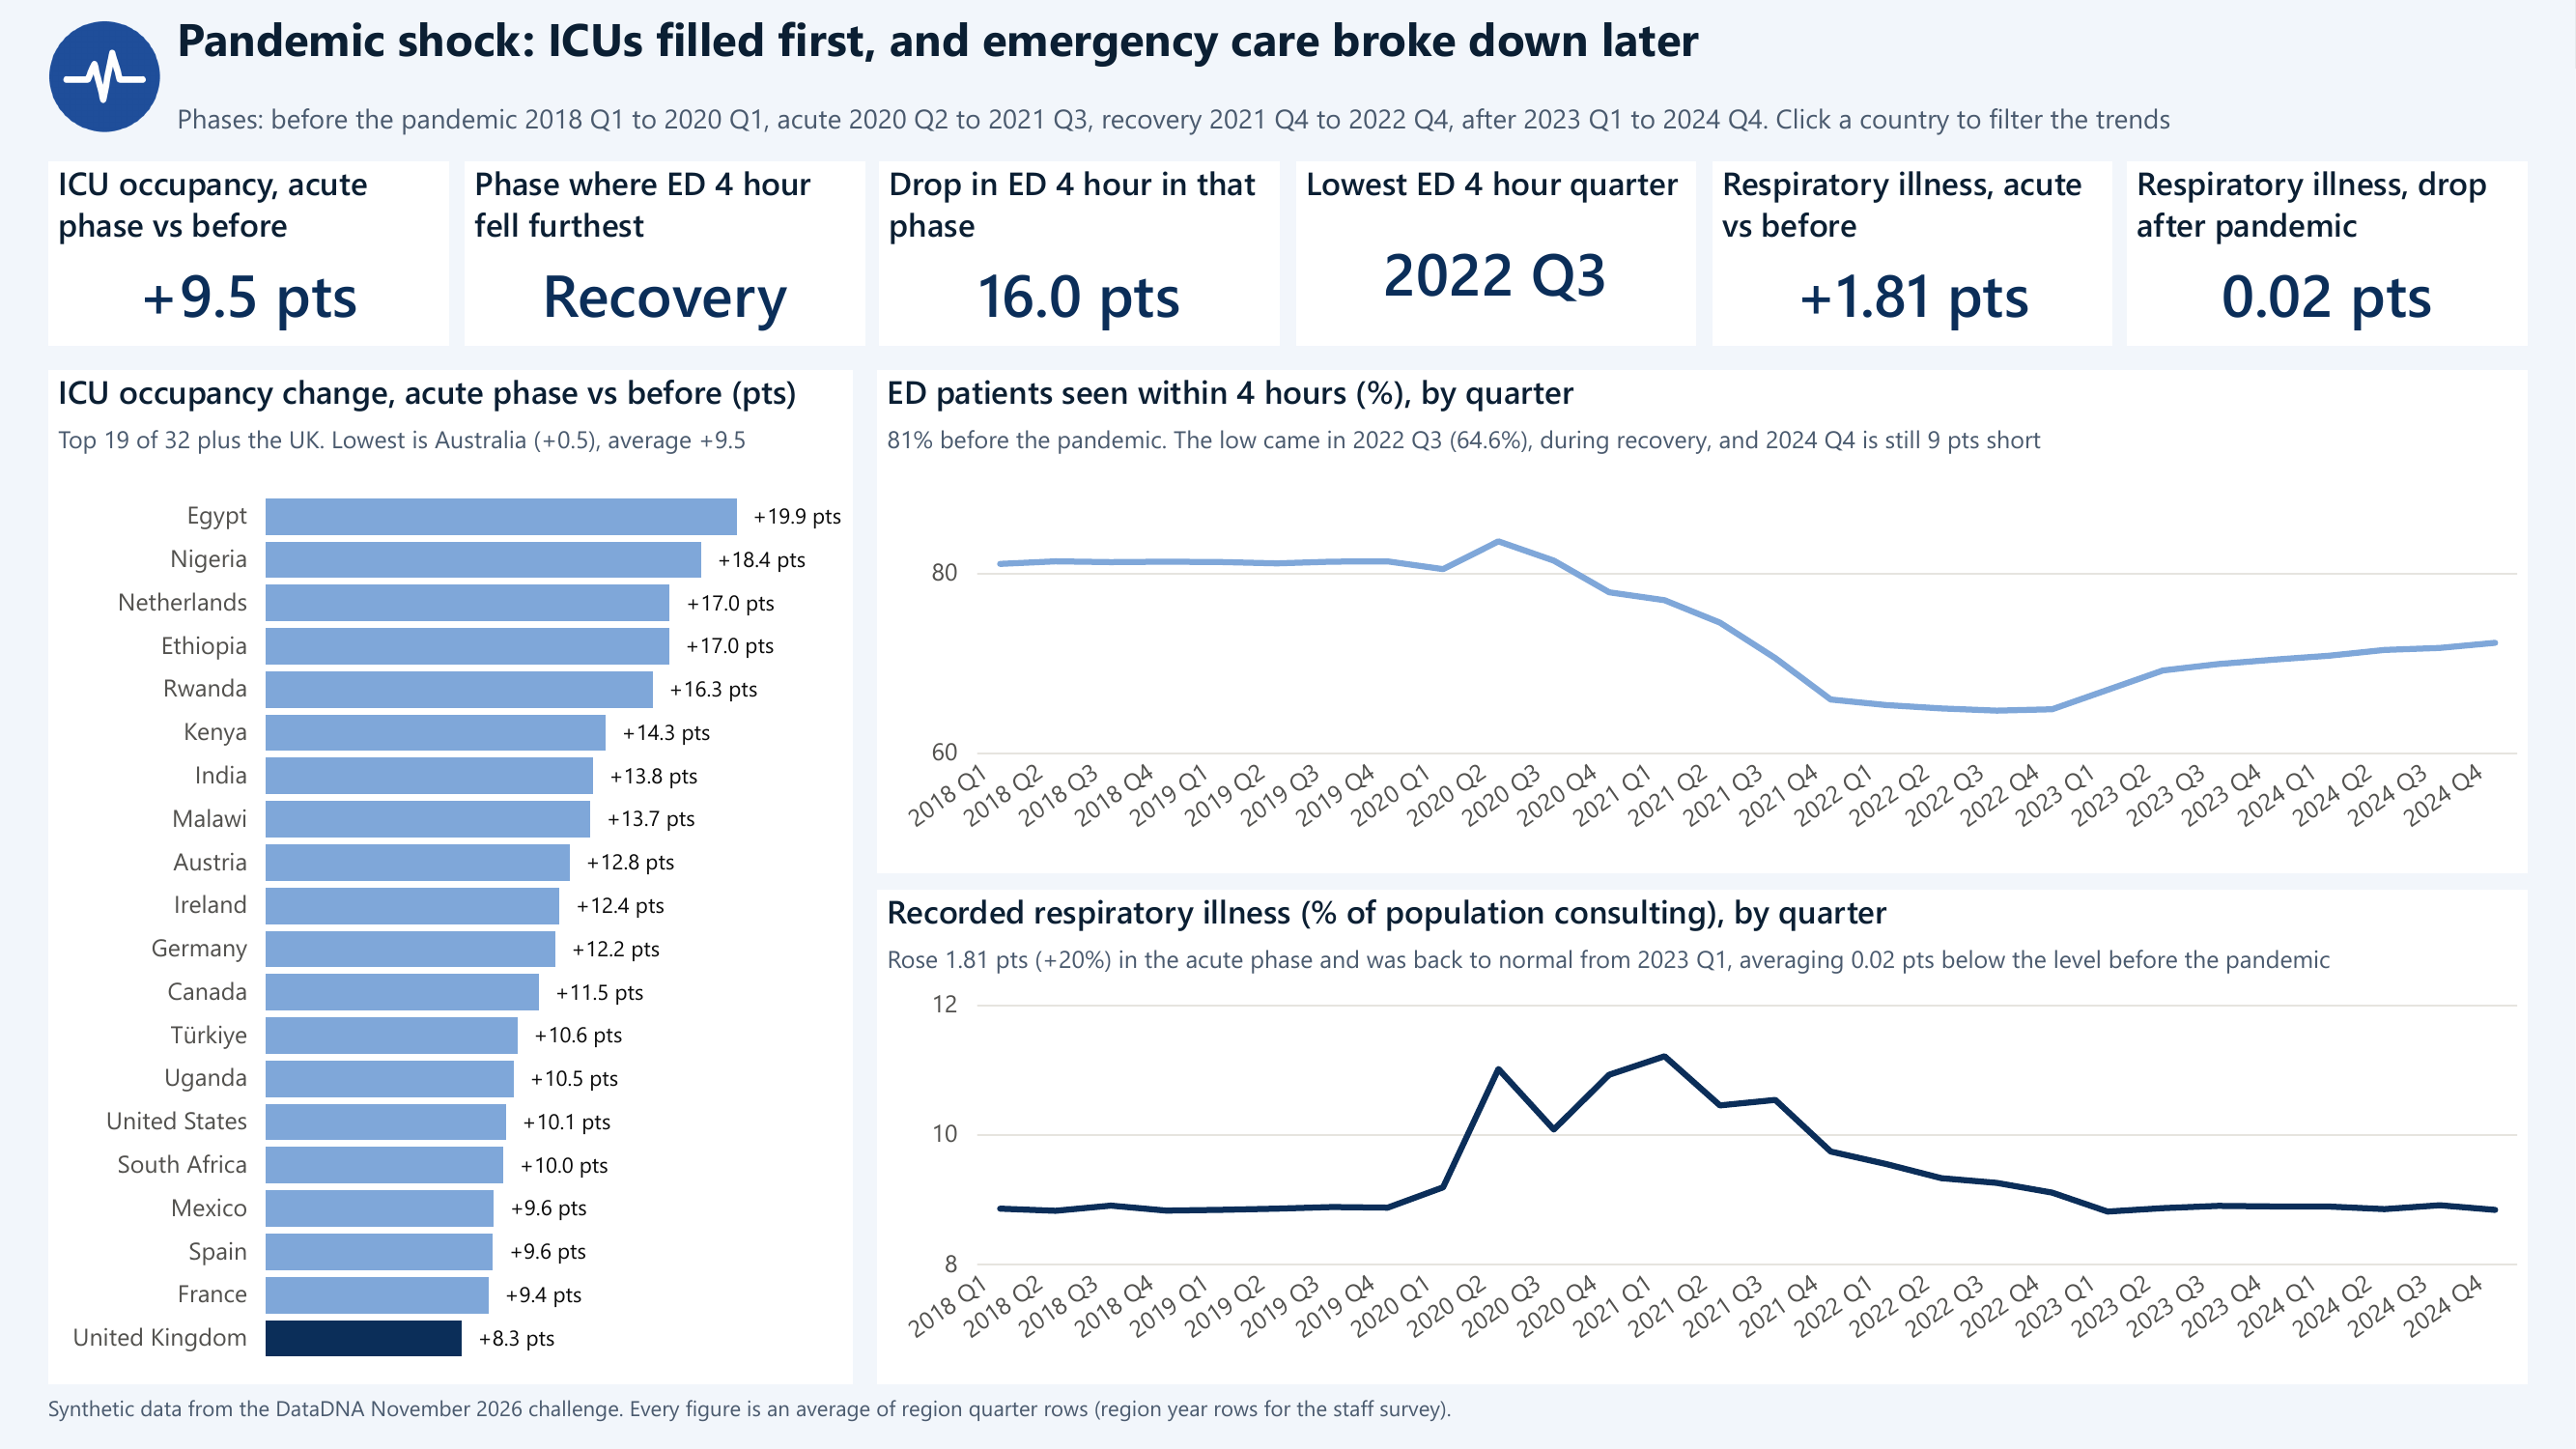 Pandemic shock: ICUs filled first, and emergency care broke down later
Phases: before the pandemic 2018 Q1 to 2020 Q1, acute 2020 Q2 to 2021 Q3, recovery 2021 Q4 to 2022 Q4, after 2023 Q1 to 2024 Q4. Click a country to filter the trends
ICU occupancy, acute
phase vs before
+9.5 pts
Phase where ED 4 hour
fell furthest
Recovery
Drop in ED 4 hour in that
phase
16.0 pts
Lowest ED 4 hour quarter
2022 Q3
Respiratory illness, acute
vs before
+1.81 pts
Respiratory illness, drop
after pandemic
0.02 pts
ICU occupancy change, acute phase vs before (pts)
Top 19 of 32 plus the UK. Lowest is Australia (+0.5), average +9.5
Egypt +19.9 pts
Nigeria +18.4 pts
Netherlands +17.0 pts
Ethiopia +17.0 pts
Rwanda +16.3 pts
Kenya +14.3 pts
India +13.8 pts
Malawi +13.7 pts
Austria +12.8 pts
Ireland +12.4 pts
Germany +12.2 pts
Canada +11.5 pts
Türkiye +10.6 pts
Uganda +10.5 pts
United States +10.1 pts
South Africa +10.0 pts
Mexico +9.6 pts
Spain +9.6 pts
France +9.4 pts
United Kingdom +8.3 pts
ED patients seen within 4 hours (%), by quarter
81% before the pandemic. The low came in 2022 Q3 (64.6%), during recovery, and 2024 Q4 is still 9 pts short
80
60
2018 Q1 2018 Q2 2018 Q3 2018 Q4 2019 Q1 2019 Q2 2019 Q3 2019 Q4 2020 Q1 2020 Q2 2020 Q3 2020 Q4 2021 Q1 2021 Q2 2021 Q3 2021 Q4 2022 Q1 2022 Q2 2022 Q3 2022 Q4 2023 Q1 2023 Q2 2023 Q3 2023 Q4 2024 Q1 2024 Q2 2024 Q3 2024 Q4
Recorded respiratory illness (% of population consulting), by quarter
Rose 1.81 pts (+20%) in the acute phase and was back to normal from 2023 Q1, averaging 0.02 pts below the level before the pandemic
12
10
8
2018 Q1 2018 Q2 2018 Q3 2018 Q4 2019 Q1 2019 Q2 2019 Q3 2019 Q4 2020 Q1 2020 Q2 2020 Q3 2020 Q4 2021 Q1 2021 Q2 2021 Q3 2021 Q4 2022 Q1 2022 Q2 2022 Q3 2022 Q4 2023 Q1 2023 Q2 2023 Q3 2023 Q4 2024 Q1 2024 Q2 2024 Q3 2024 Q4
Synthetic data from the DataDNA November 2026 challenge. Every figure is an average of region quarter rows (region year rows for the staff survey).